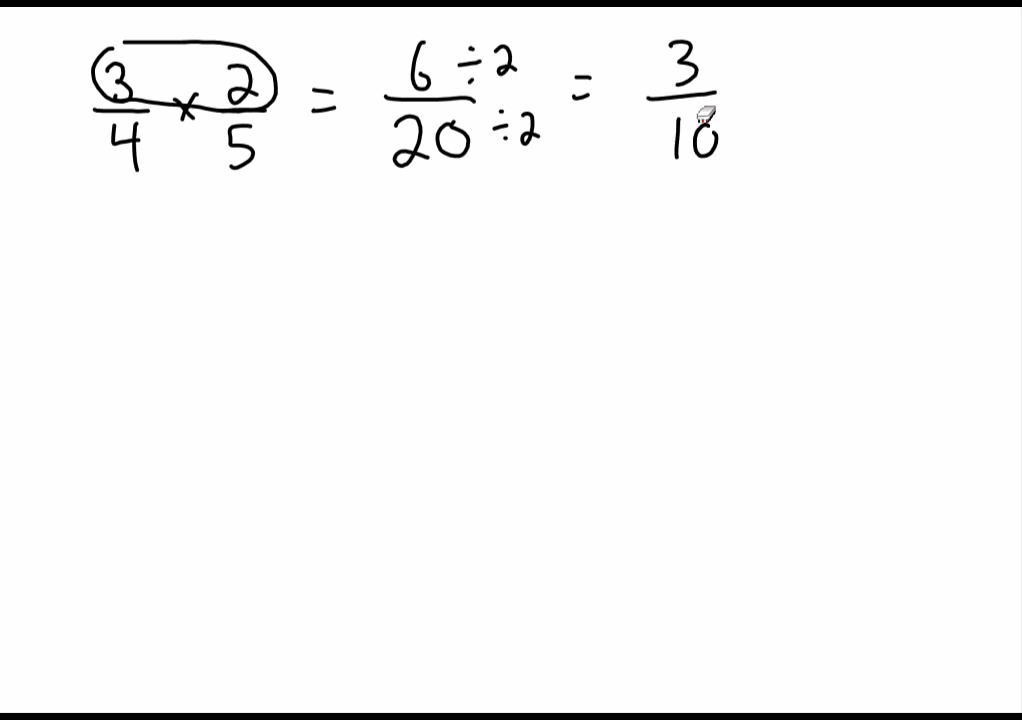 3/4 × 2/5 = 6 ÷2 / 20 ÷2 = 3/10